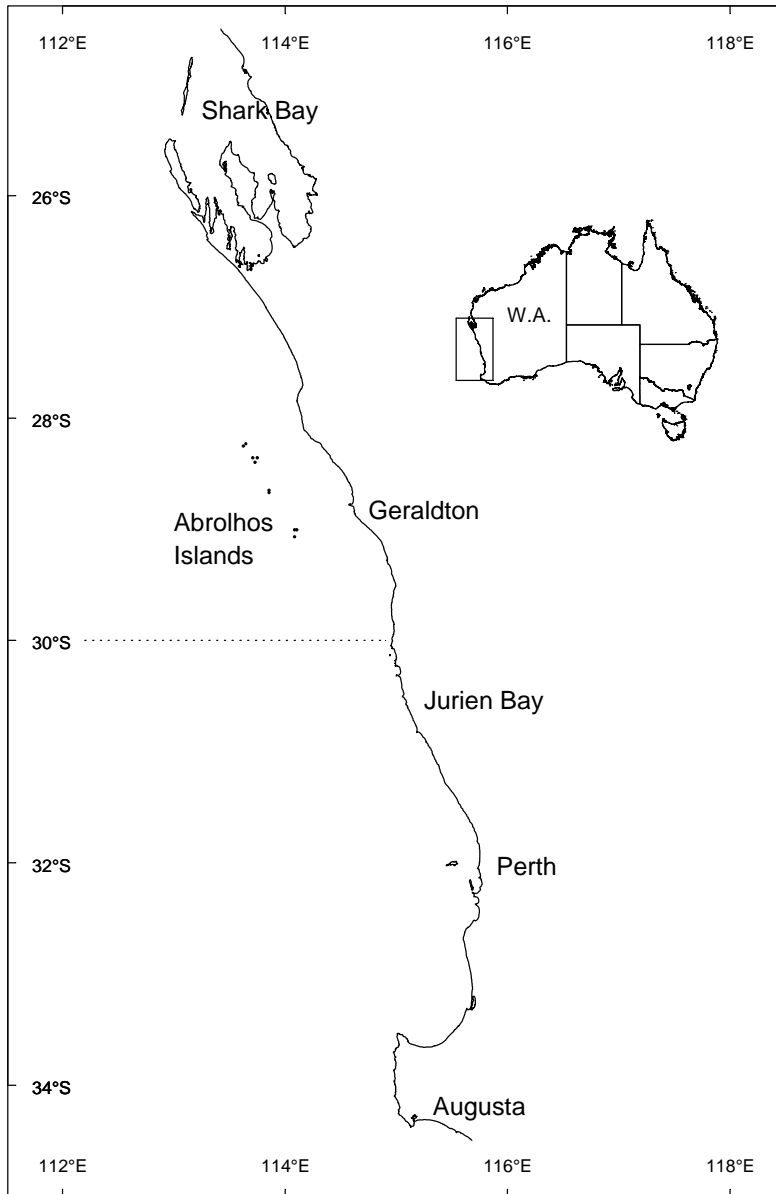 112°E
114°E
116°E
118°E
Shark Bay
26°S
W.A.
28°S
Geraldton
Abrolhos
Islands
30°S
Jurien Bay
32°S
Perth
34°S
Augusta
112°E
114°E
116°E
118°E